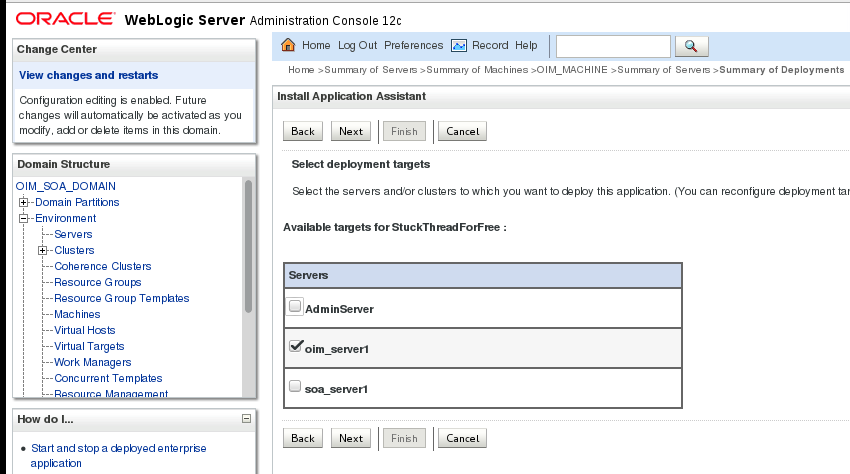 ORACLE WebLogic Server Administration Console 12c
Change Center
View changes and restarts
Configuration editing is enabled. Future
changes will automatically be activated as you
modify, add or delete items in this domain.
Domain Structure
OIM_SOA_DOMAIN
Domain Partitions
Environment
Servers
Clusters
Coherence Clusters
Resource Groups
Resource Group Templates
Machines
Virtual Hosts
Virtual Targets
Work Managers
Concurrent Templates
Resource Management
How do I...
Start and stop a deployed enterprise
application
Home Log Out Preferences Record Help
Home >Summary of Servers >Summary of Machines >OIM_MACHINE >Summary of Servers >Summary of Deployments
Install Application Assistant
Back Next Finish Cancel
Select deployment targets
Select the servers and/or clusters to which you want to deploy this application. (You can reconfigure deployment tar
Available targets for StuckThreadForFree :
Servers
AdminServer
oim_server1
soa_server1
Back Next Finish Cancel